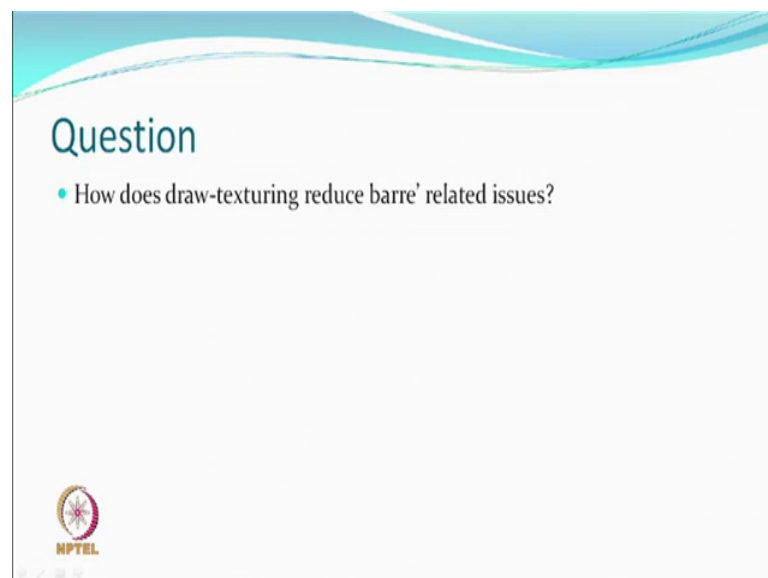 Question
• How does draw-texturing reduce barre' related issues?
NPTEL